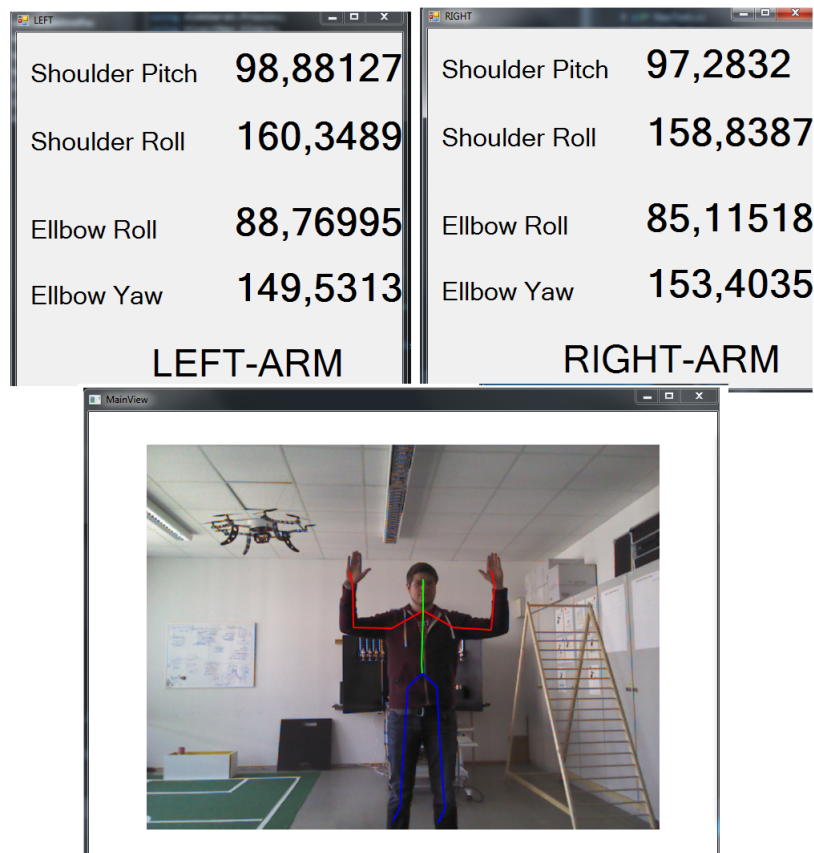 LEFT
Shoulder Pitch 98,88127
Shoulder Roll 160,3489
Ellbow Roll 88,76995
Ellbow Yaw 149,5313
LEFT-ARM
RIGHT
Shoulder Pitch 97,2832
Shoulder Roll 158,8387
Ellbow Roll 85,11518
Ellbow Yaw 153,4035
RIGHT-ARM
MainView